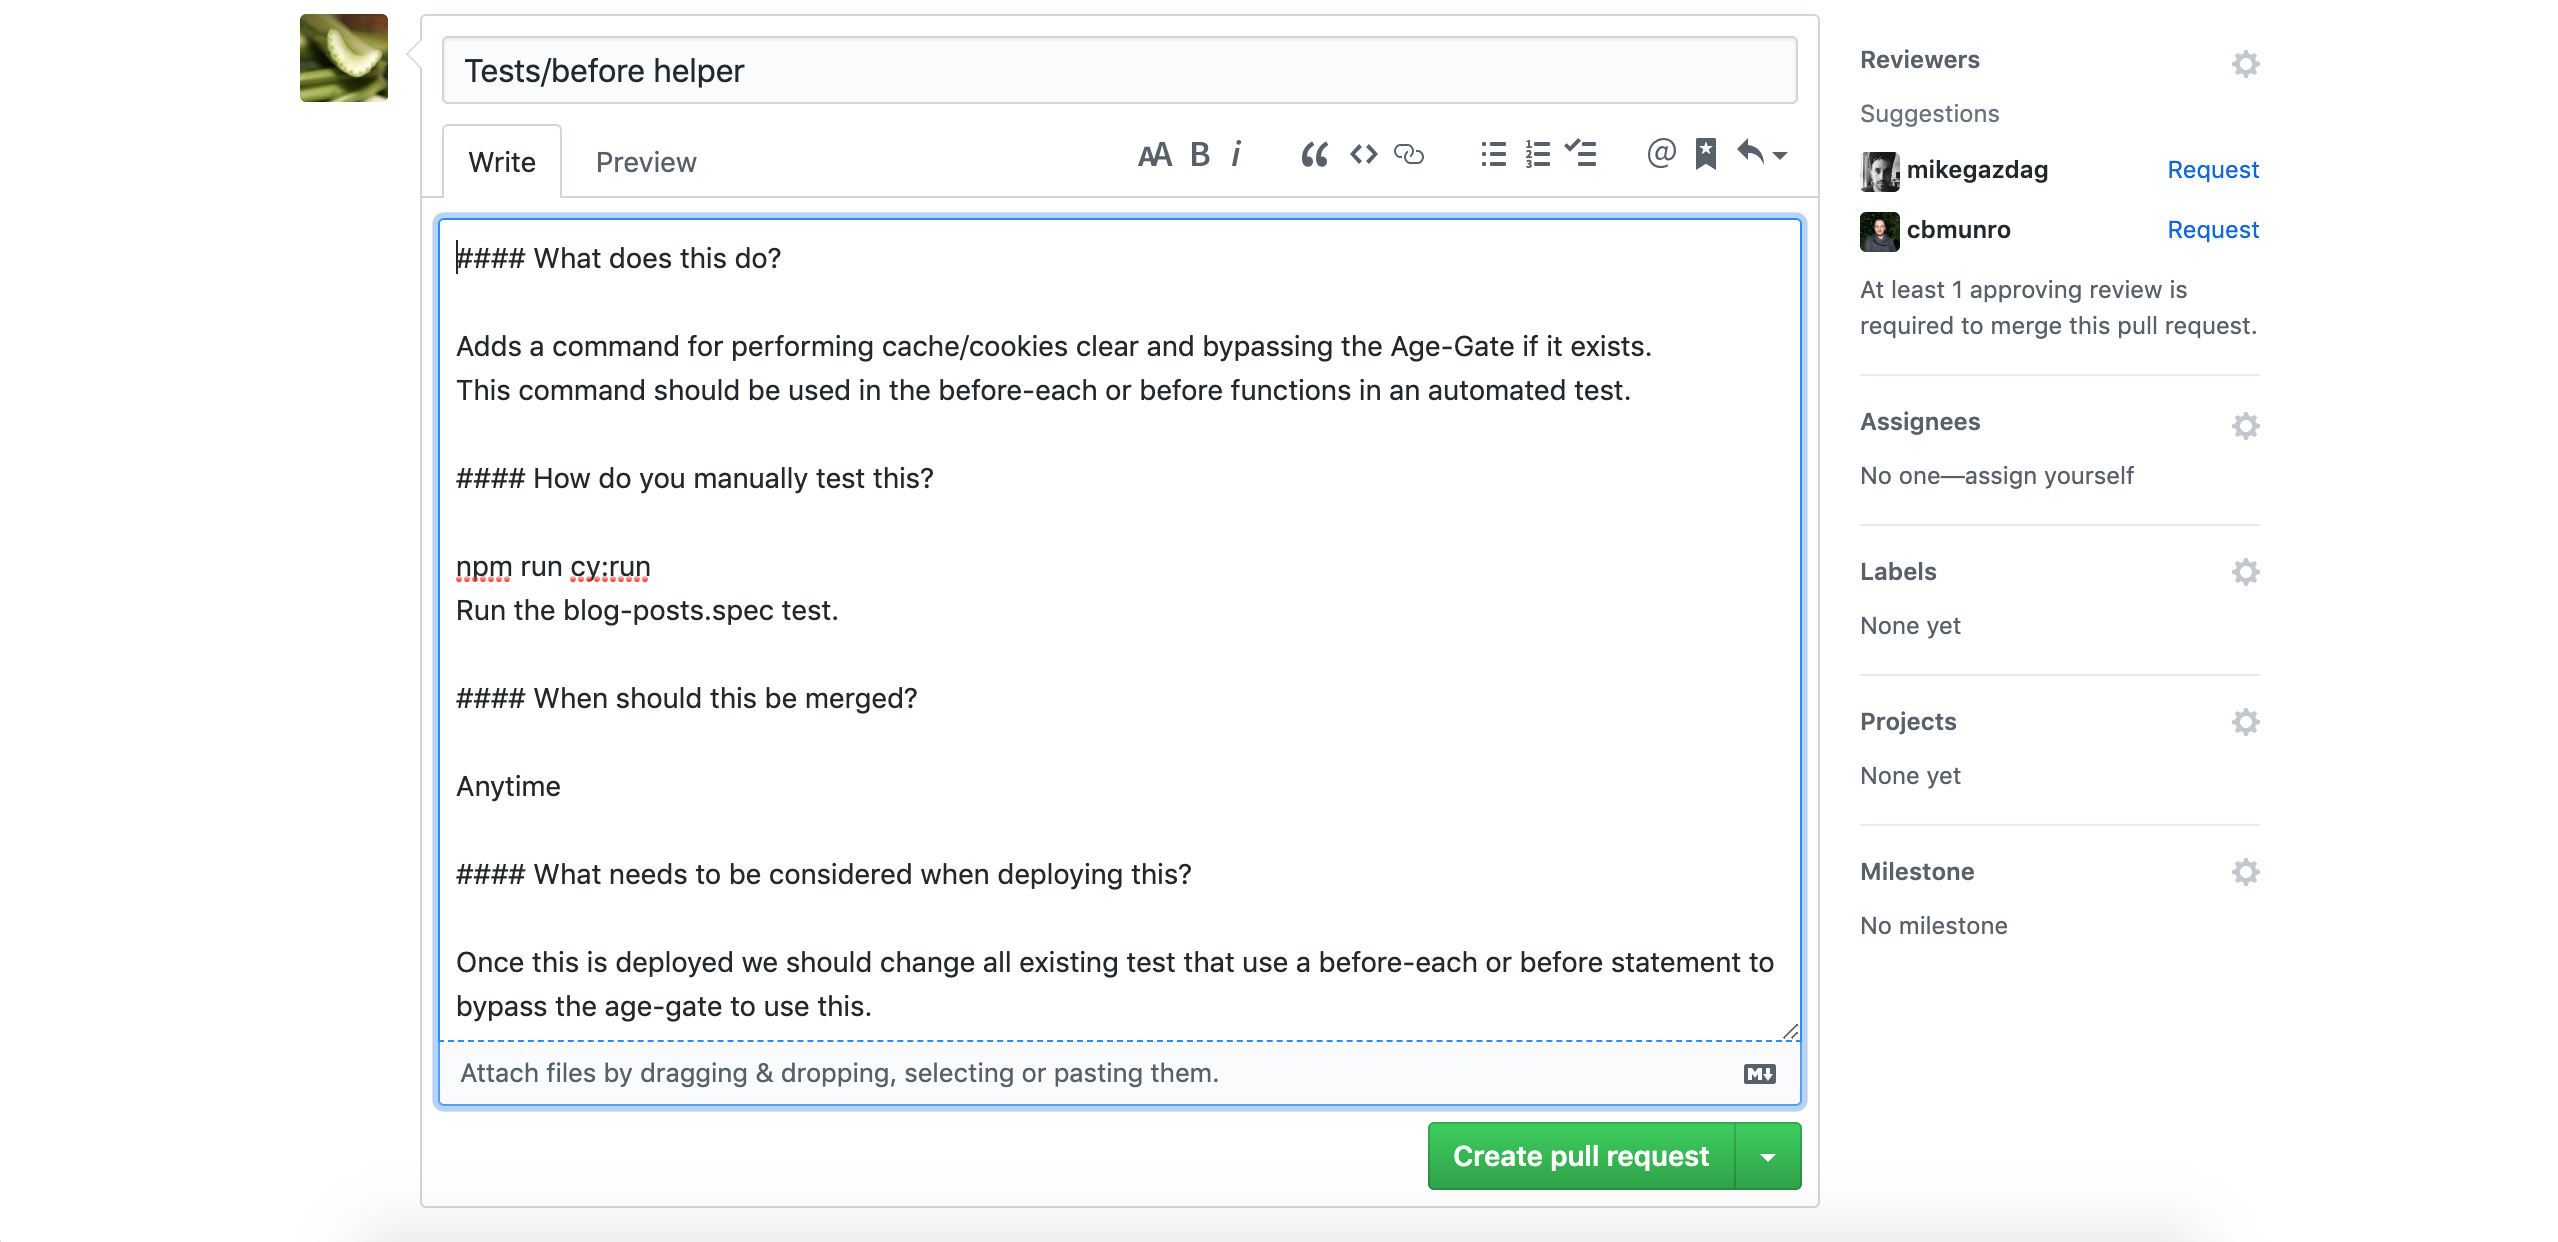 Tests/before helper
Write
Preview
#### What does this do?
Adds a command for performing cache/cookies clear and bypassing the Age-Gate if it exists.
This command should be used in the before-each or before functions in an automated test.
#### How do you manually test this?
npm run cy:run
Run the blog-posts.spec test.
#### When should this be merged?
Anytime
#### What needs to be considered when deploying this?
Once this is deployed we should change all existing test that use a before-each or before statement to
bypass the age-gate to use this.
Attach files by dragging & dropping, selecting or pasting them.
Create pull request
Reviewers
Suggestions
mikegazdag Request
cbmunro Request
At least 1 approving review is
required to merge this pull request.
Assignees
No one—assign yourself
Labels
None yet
Projects
None yet
Milestone
No milestone